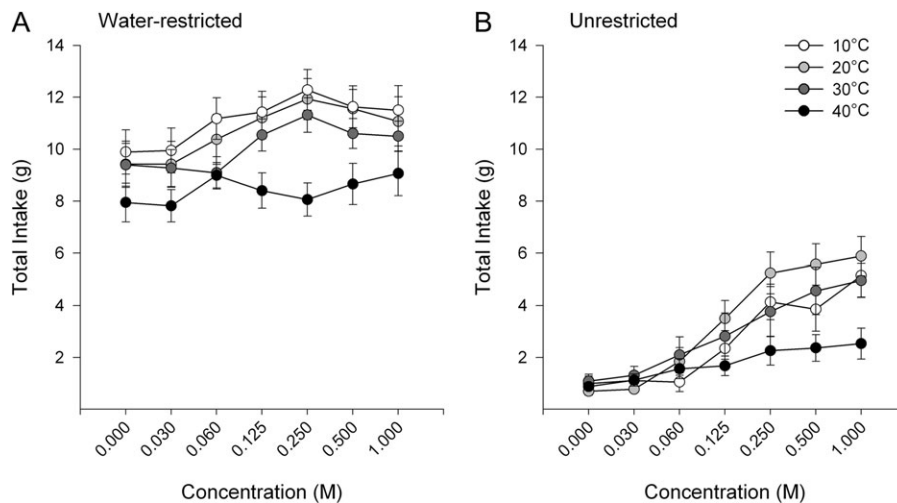 A Water-restricted
Total Intake (g)
14
12
10
8
6
4
2
0.000
0.030
0.060
0.125
0.250
0.500
1.000
Concentration (M)
B Unrestricted
10°C
20°C
30°C
40°C
Total Intake (g)
14
12
10
8
6
4
2
0.000
0.030
0.060
0.125
0.250
0.500
1.000
Concentration (M)